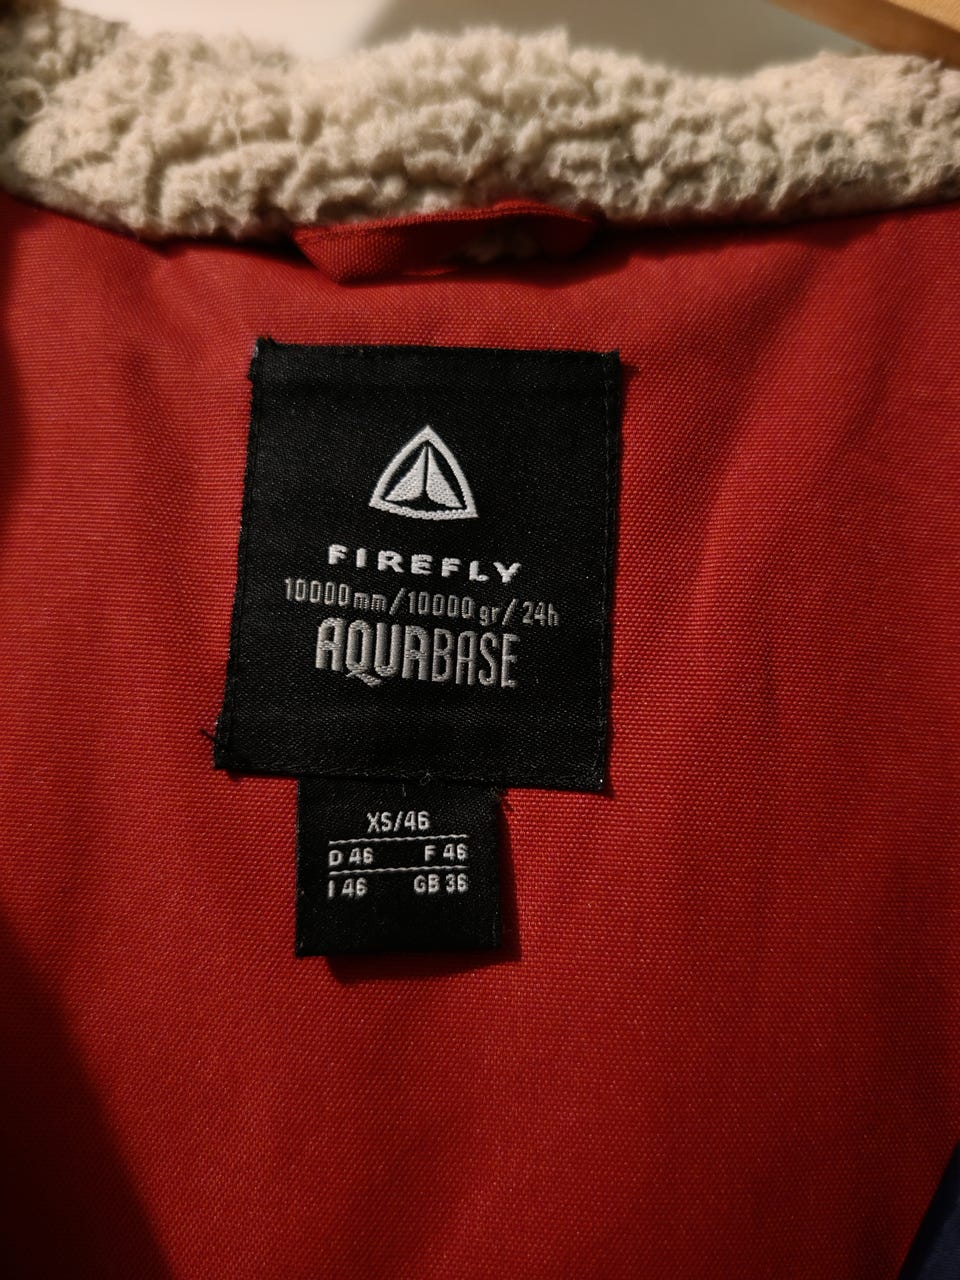 FIREFLY
10000mm/10000gr/24h
AQUABASE
XS/46
D 46 F 46
I 46 GB 36